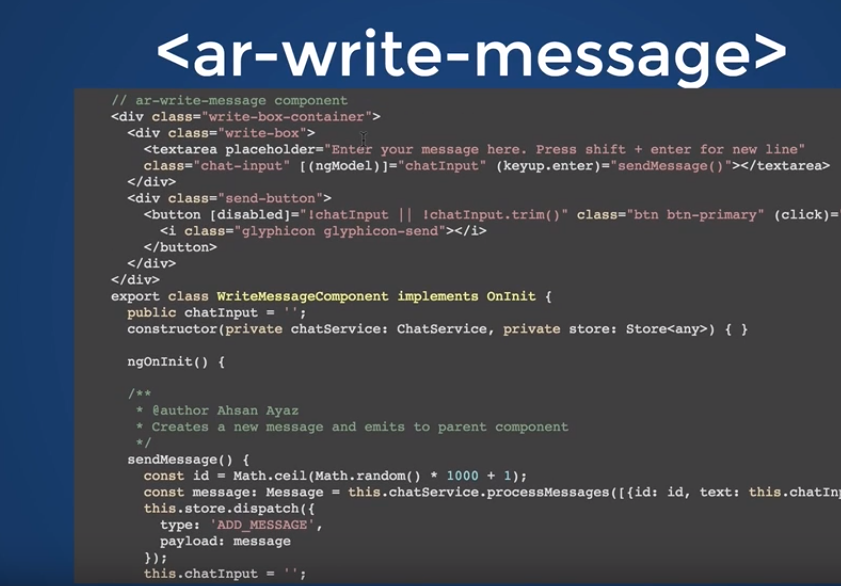 <ar-write-message>
// ar-write-message component
<div class="write-box-container">
<div class="write-box">
<textarea placeholder="Enter your message here. Press shift + enter for new line"
class="chat-input" [(ngModel)]="chatInput" (keyup.enter)="sendMessage()"></textarea>
</div>
<div class="send-button">
<button [disabled]="!chatInput || !chatInput.trim()" class="btn btn-primary" (click)="
<i class="glyphicon glyphicon-send"></i>
</button>
</div>
</div>
export class WriteMessageComponent implements OnInit {
public chatInput = '';
constructor(private chatService: ChatService, private store: Store<any>) { }
ngOnInit() {
/**
* @author Ahsan Ayaz
* Creates a new message and emits to parent component
*/
sendMessage() {
const id = Math.ceil(Math.random() * 1000 + 1);
const message: Message = this.chatService.processMessages([{id: id, text: this.chatInp
this.store.dispatch({
type: 'ADD_MESSAGE',
payload: message
});
this.chatInput = '';